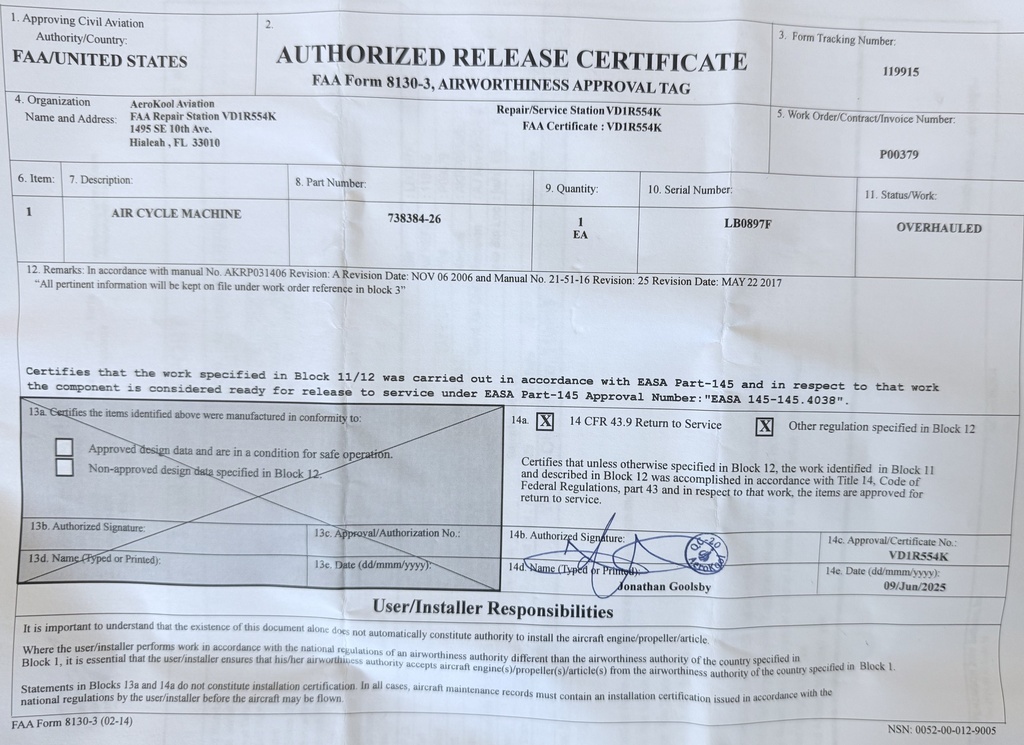 1. Approving Civil Aviation
Authority/Country:
FAA/UNITED STATES
2.
AUTHORIZED RELEASE CERTIFICATE
FAA Form 8130-3, AIRWORTHINESS APPROVAL TAG
3. Form Tracking Number:
119915
4. Organization
Name and Address:
AeroKool Aviation
FAA Repair Station VD1R554K
1495 SE 10th Ave.
Hialeah , FL 33010
Repair/Service Station VD1R554K
FAA Certificate : VD1R554K
5. Work Order/Contract/Invoice Number:
P00379
6. Item:
7. Description:
8. Part Number:
9. Quantity:
10. Serial Number:
11. Status/Work:
1
AIR CYCLE MACHINE
738384-26
1
EA
LB0897F
OVERHAULED
12. Remarks: In accordance with manual No. AKRP031406 Revision: A Revision Date: NOV 06 2006 and Manual No. 21-51-16 Revision: 25 Revision Date: MAY 22 2017
"All pertinent information will be kept on file under work order reference in block 3"
Certifies that the work specified in Block 11/12 was carried out in accordance with EASA Part-145 and in respect to that work
the component is considered ready for release to service under EASA Part-145 Approval Number:"EASA 145-145.4038".
13a. Certifies the items identified above were manufactured in conformity to:
Approved design data and are in a condition for safe operation.
Non-approved design data specified in Block 12.
14a. X 14 CFR 43.9 Return to Service X Other regulation specified in Block 12
Certifies that unless otherwise specified in Block 12, the work identified in Block 11
and described in Block 12 was accomplished in accordance with Title 14, Code of
Federal Regulations, part 43 and in respect to that work, the items are approved for
return to service.
13b. Authorized Signature:
13c. Approval/Authorization No.:
14b. Authorized Signature:
QC-20
AeroKool
14c. Approval/Certificate No.:
VD1R554K
13d. Name (Typed or Printed):
13e. Date (dd/mmm/yyyy):
14d. Name (Typed or Printed):
Jonathan Goolsby
14e. Date (dd/mmm/yyyy):
09/Jun/2025
User/Installer Responsibilities
It is important to understand that the existence of this document alone does not automatically constitute authority to install the aircraft engine/propeller/article.
Where the user/installer performs work in accordance with the national regulations of an airworthiness authority different than the airworthiness authority of the country specified in
Block 1, it is essential that the user/installer ensures that his/her airworthiness authority accepts aircraft engine(s)/propeller(s)/article(s) from the airworthiness authority of the country specified in Block 1.
Statements in Blocks 13a and 14a do not constitute installation certification. In all cases, aircraft maintenance records must contain an installation certification issued in accordance with the
national regulations by the user/installer before the aircraft may be flown.
FAA Form 8130-3 (02-14)
NSN: 0052-00-012-9005